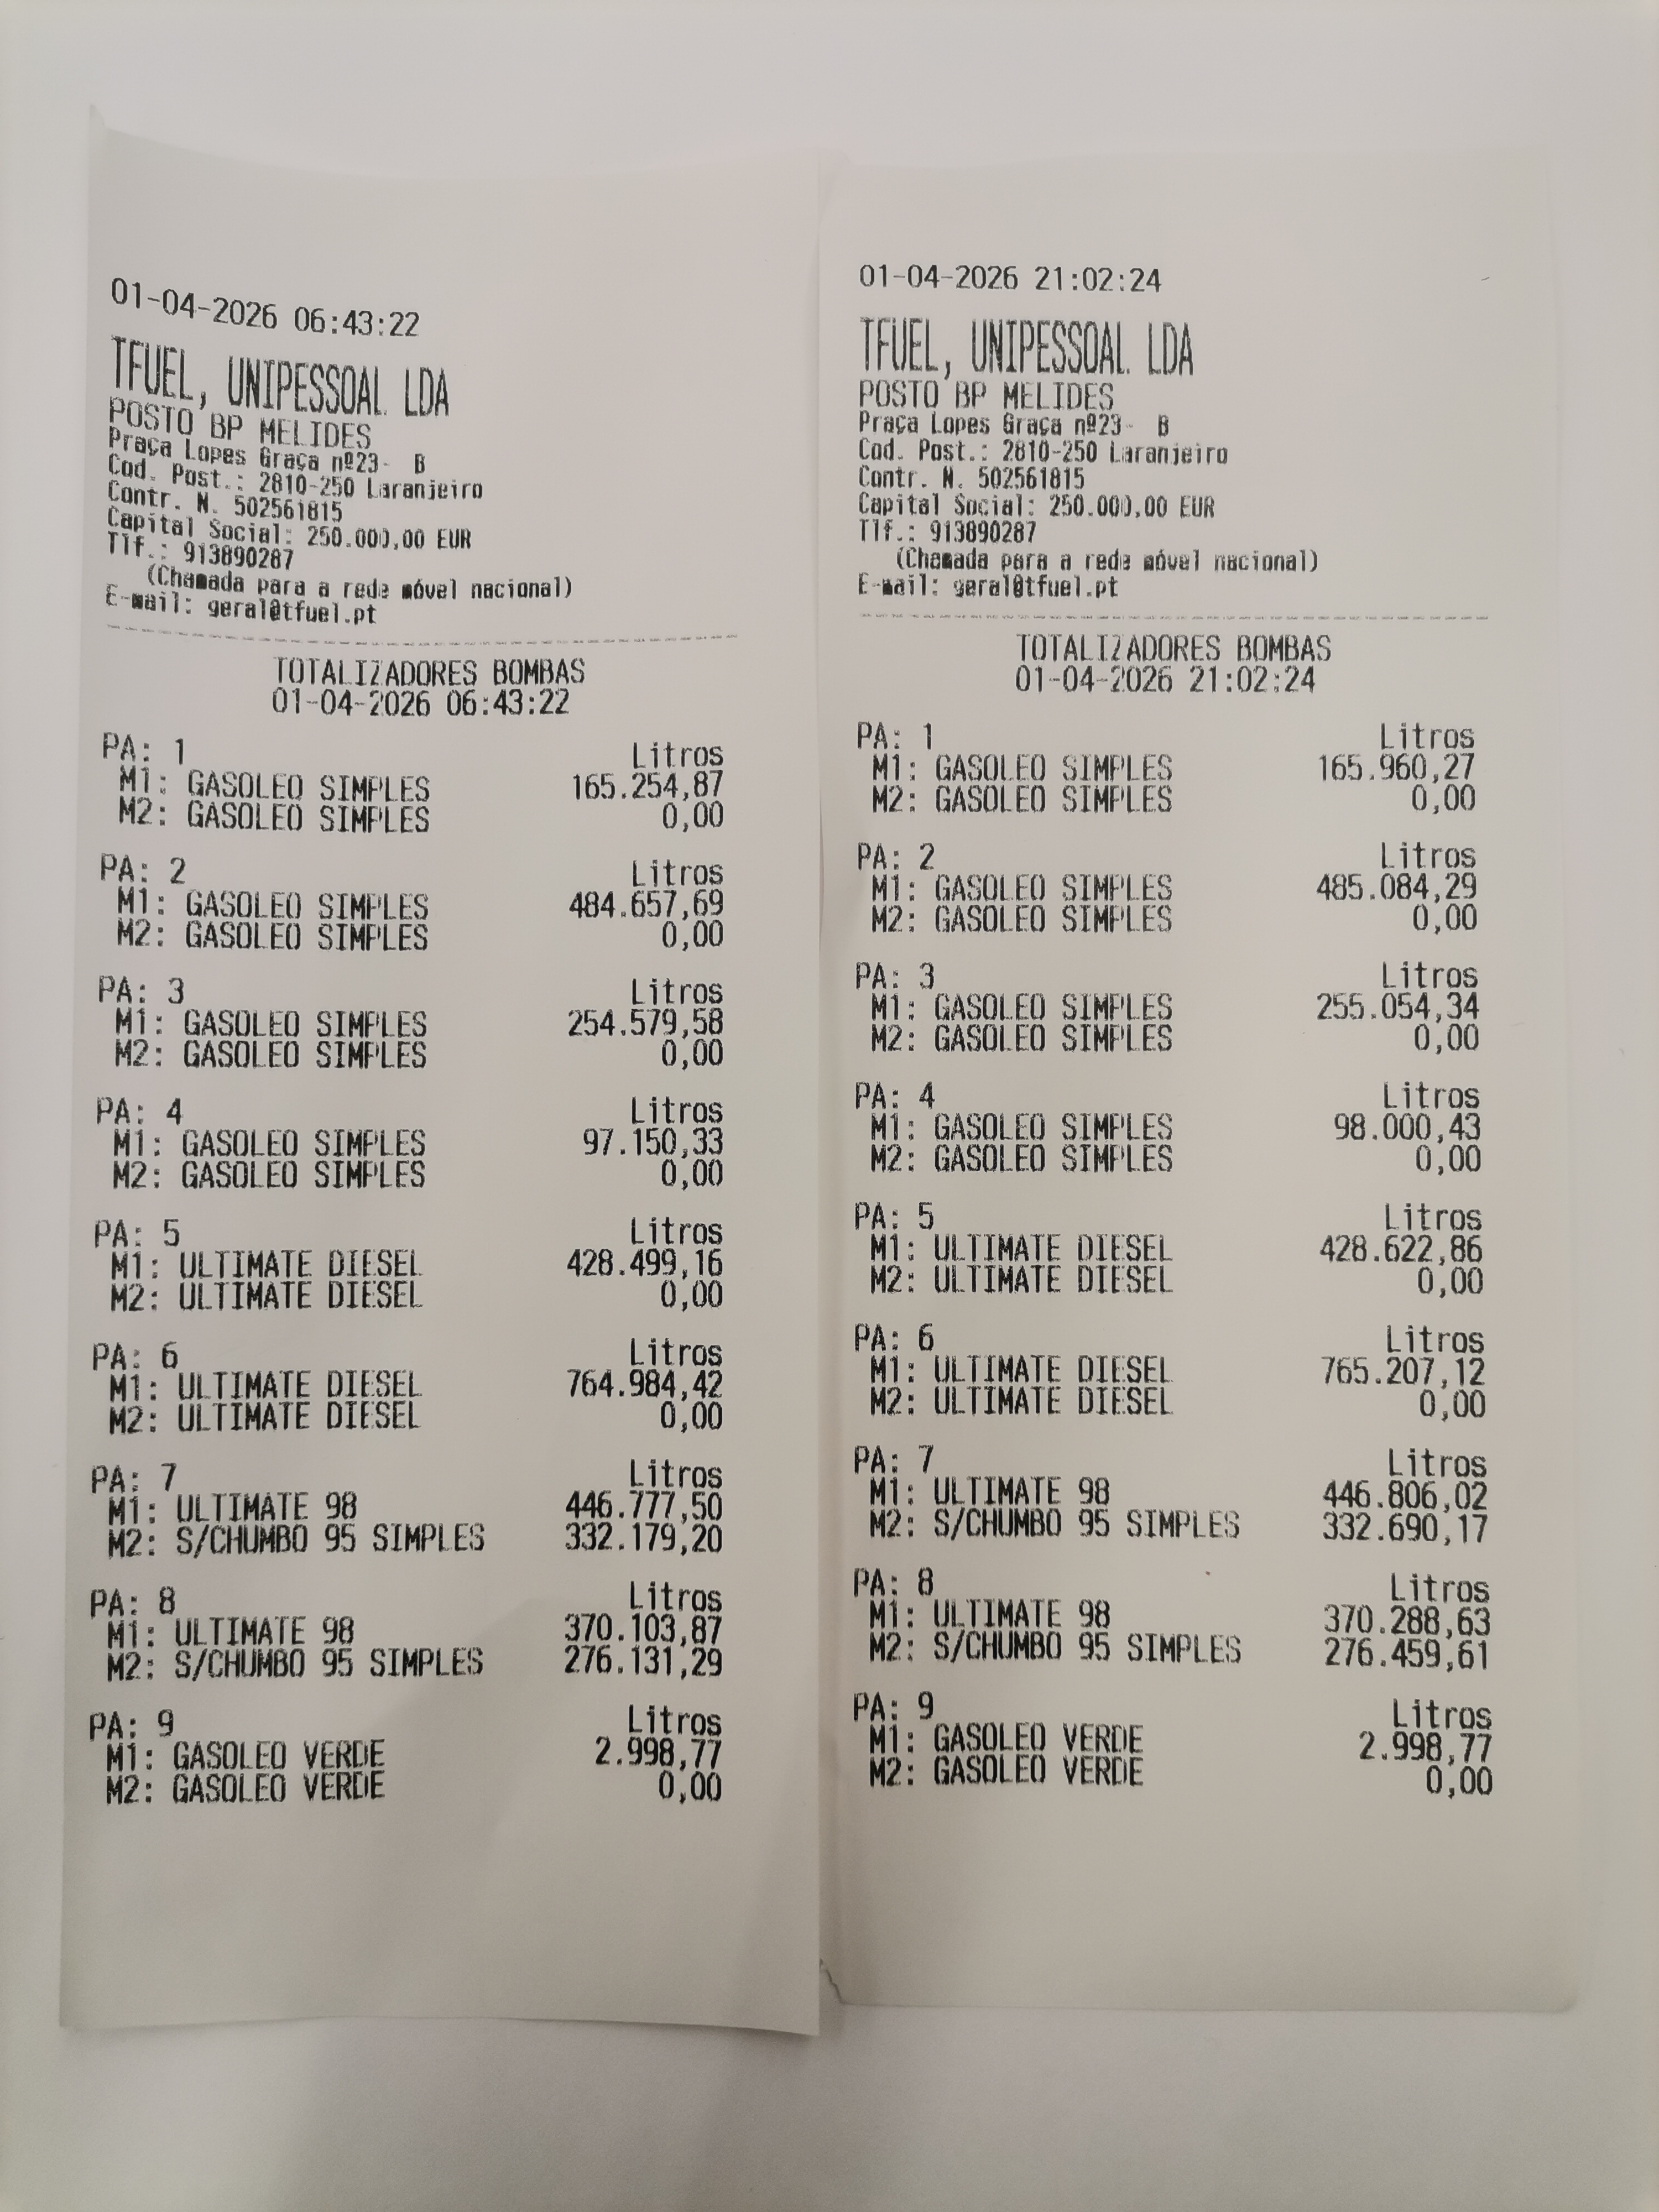 01-04-2026 06:43:22
TFUEL, UNIPESSOAL LDA
POSTO BP MELIDES
Praça Lopes Graça nº23- B
Cod. Post.: 2810-250 Laranjeiro
Contr. N. 502561815
Capital Social: 250.000,00 EUR
Tlf.: 913890287
(Chamada para a rede móvel nacional)
E-mail: geral@tfuel.pt
TOTALIZADORES BOMBAS
01-04-2026 06:43:22
PA: 1 Litros
M1: GASOLEO SIMPLES 165.254,87
M2: GASOLEO SIMPLES 0,00
PA: 2 Litros
M1: GASOLEO SIMPLES 484.657,69
M2: GASOLEO SIMPLES 0,00
PA: 3 Litros
M1: GASOLEO SIMPLES 254.579,58
M2: GASOLEO SIMPLES 0,00
PA: 4 Litros
M1: GASOLEO SIMPLES 97.150,33
M2: GASOLEO SIMPLES 0,00
PA: 5 Litros
M1: ULTIMATE DIESEL 428.499,16
M2: ULTIMATE DIESEL 0,00
PA: 6 Litros
M1: ULTIMATE DIESEL 764.984,42
M2: ULTIMATE DIESEL 0,00
PA: 7 Litros
M1: ULTIMATE 98 446.777,50
M2: S/CHUMBO 95 SIMPLES 332.179,20
PA: 8 Litros
M1: ULTIMATE 98 370.103,87
M2: S/CHUMBO 95 SIMPLES 276.131,29
PA: 9 Litros
M1: GASOLEO VERDE 2.998,77
M2: GASOLEO VERDE 0,00
01-04-2026 21:02:24
TFUEL, UNIPESSOAL LDA
POSTO BP MELIDES
Praça Lopes Graça nº23- B
Cod. Post.: 2810-250 Laranjeiro
Contr. N. 502561815
Capital Social: 250.000,00 EUR
Tlf.: 913890287
(Chamada para a rede móvel nacional)
E-mail: geral@tfuel.pt
TOTALIZADORES BOMBAS
01-04-2026 21:02:24
PA: 1 Litros
M1: GASOLEO SIMPLES 165.960,27
M2: GASOLEO SIMPLES 0,00
PA: 2 Litros
M1: GASOLEO SIMPLES 485.084,29
M2: GASOLEO SIMPLES 0,00
PA: 3 Litros
M1: GASOLEO SIMPLES 255.054,34
M2: GASOLEO SIMPLES 0,00
PA: 4 Litros
M1: GASOLEO SIMPLES 98.000,43
M2: GASOLEO SIMPLES 0,00
PA: 5 Litros
M1: ULTIMATE DIESEL 428.622,86
M2: ULTIMATE DIESEL 0,00
PA: 6 Litros
M1: ULTIMATE DIESEL 765.207,12
M2: ULTIMATE DIESEL 0,00
PA: 7 Litros
M1: ULTIMATE 98 446.806,02
M2: S/CHUMBO 95 SIMPLES 332.690,17
PA: 8 Litros
M1: ULTIMATE 98 370.288,63
M2: S/CHUMBO 95 SIMPLES 276.459,61
PA: 9 Litros
M1: GASOLEO VERDE 2.998,77
M2: GASOLEO VERDE 0,00